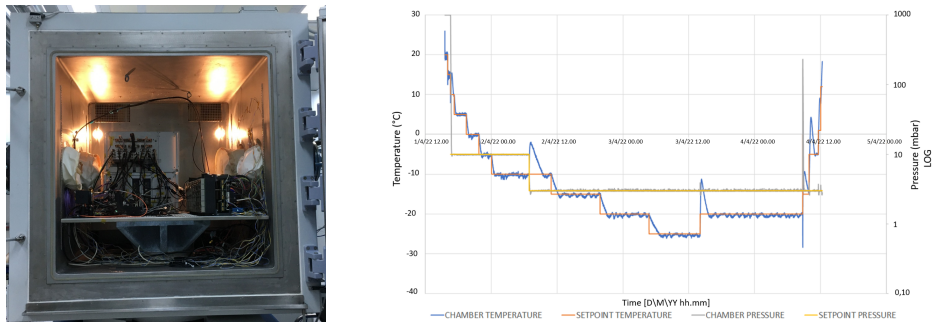 30
20
10
0
-10
-20
-30
-40
Temperature (°C)
1/4/22 12.00 2/4/22 00.00 2/4/22 12.00 3/4/22 00.00 3/4/22 12.00 4/4/22 00.00 4/4/22 12.00 5/4/22 00.00
1000
100
10
1
0,10
Pressure (mbar)
LOG
Time [D\M\YY hh.mm]
CHAMBER TEMPERATURE SETPOINT TEMPERATURE CHAMBER PRESSURE SETPOINT PRESSURE